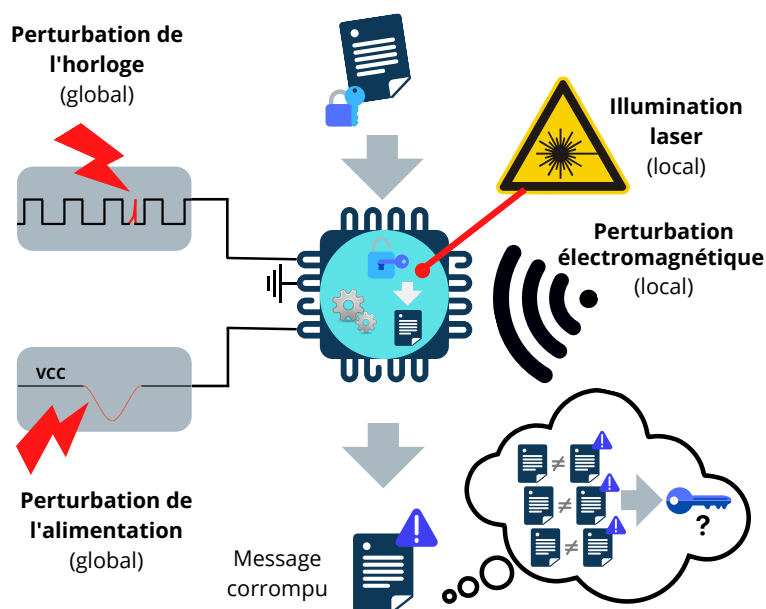 Perturbation de
l'horloge
(global)
Illumination
laser
(local)
Perturbation
électromagnétique
(local)
VCC
Perturbation de
l'alimentation
(global)
Message
corrompu
≠
≠
≠
?